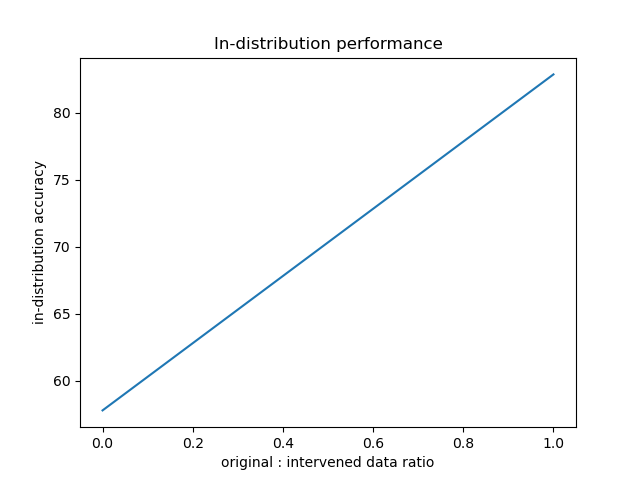 In-distribution performance
in-distribution accuracy
80
75
70
65
60
0.0 0.2 0.4 0.6 0.8 1.0
original : intervened data ratio